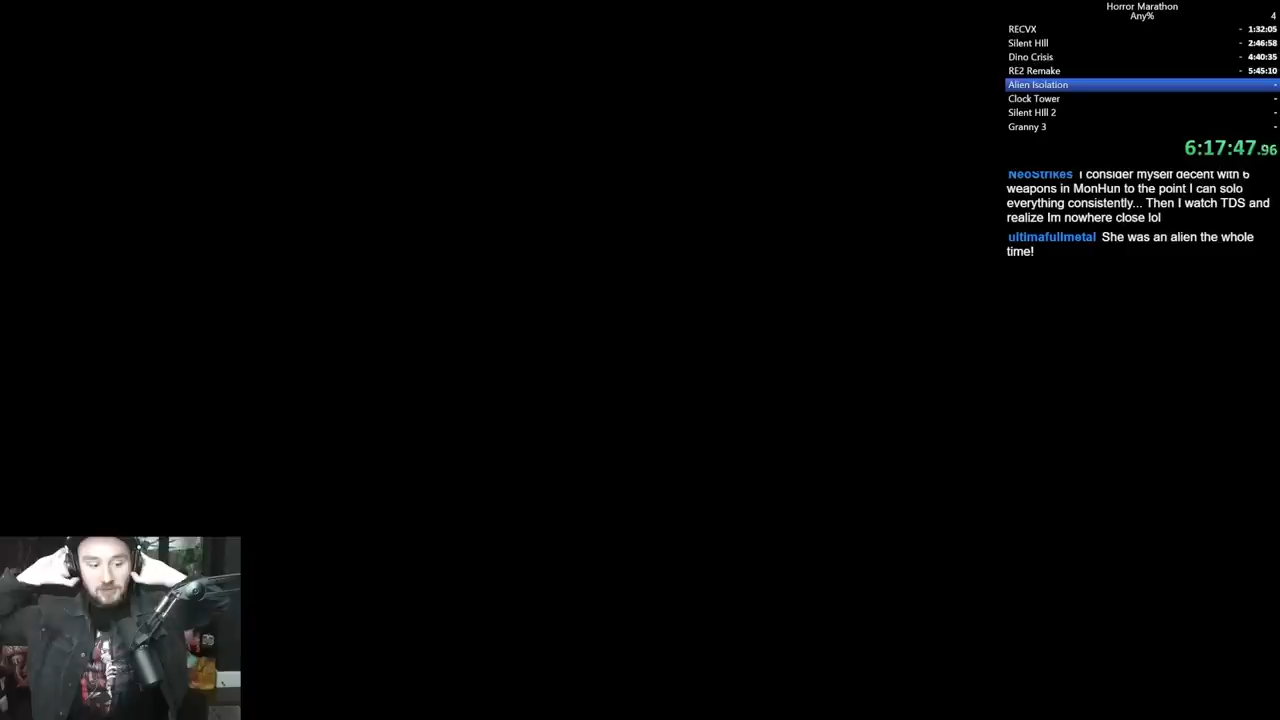 Horror Marathon
Any% 4
RECVX - 1:32:05
Silent HIll - 2:46:58
Dino Crisis - 4:40:35
RE2 Remake - 5:45:10
Alien Isolation -
Clock Tower -
Silent HIll 2 -
Granny 3 -
6:17:47.96
NeoStrikes I consider myself decent with 6
weapons in MonHun to the point I can solo
everything consistently... Then I watch TDS and
realize Im nowhere close lol
ultimafullmetal She was an alien the whole
time!